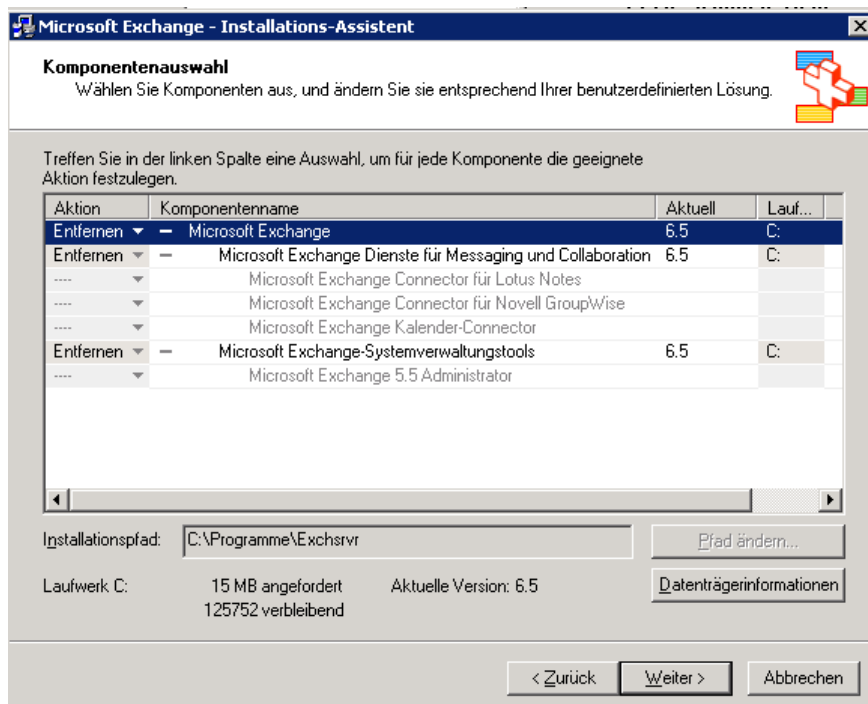 Microsoft Exchange - Installations-Assistent
Komponentenauswahl
Wählen Sie Komponenten aus, und ändern Sie sie entsprechend Ihrer benutzerdefinierten Lösung.
Treffen Sie in der linken Spalte eine Auswahl, um für jede Komponente die geeignete
Aktion festzulegen.
Aktion Komponentenname Aktuell Lauf...
Entfernen Microsoft Exchange 6.5 C:
Entfernen Microsoft Exchange Dienste für Messaging und Collaboration 6.5 C:
---- Microsoft Exchange Connector für Lotus Notes
---- Microsoft Exchange Connector für Novell GroupWise
---- Microsoft Exchange Kalender-Connector
Entfernen Microsoft Exchange-Systemverwaltungstools 6.5 C:
---- Microsoft Exchange 5.5 Administrator
Installationspfad: C:\Programme\Exchsrvr Pfad ändern...
Laufwerk C: 15 MB angefordert Aktuelle Version: 6.5 Datenträgerinformationen
125752 verbleibend
< Zurück Weiter > Abbrechen